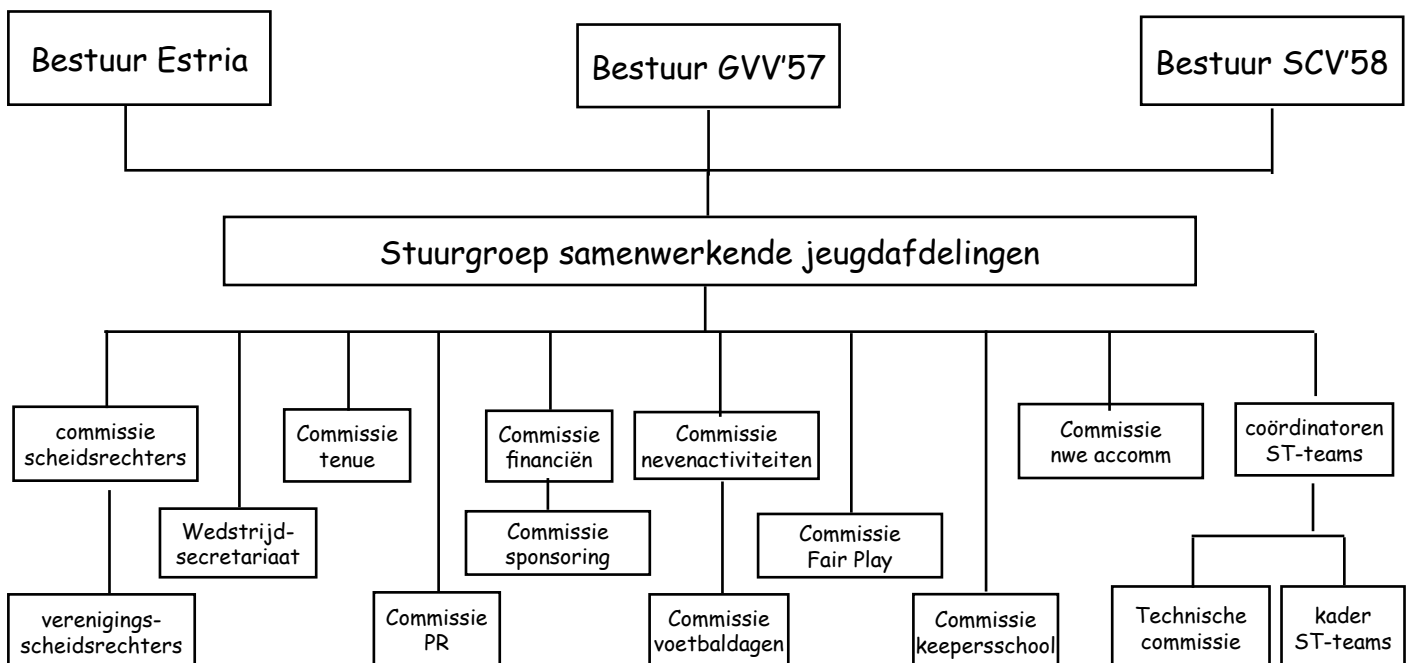 Bestuur Estria
Bestuur GVV'57
Bestuur SCV'58
Stuurgroep samenwerkende jeugdafdelingen
commissie
scheidsrechters
Commissie
tenue
Commissie
financiën
Commissie
nevenactiviteiten
Commissie
nwe accomm
coördinatoren
ST-teams
Wedstrijd-
secretariaat
Commissie
sponsoring
Commissie
Fair Play
verenigings-
scheidsrechters
Commissie
PR
Commissie
voetbaldagen
Commissie
keepersschool
Technische
commissie
kader
ST-teams